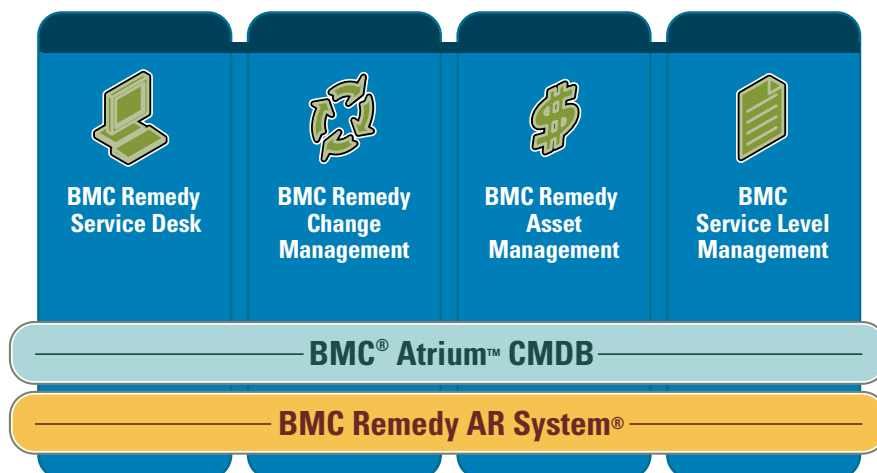 BMC Remedy
Service Desk
BMC Remedy
Change
Management
BMC Remedy
Asset
Management
BMC
Service Level
Management
BMC® Atrium™ CMDB
BMC Remedy AR System®